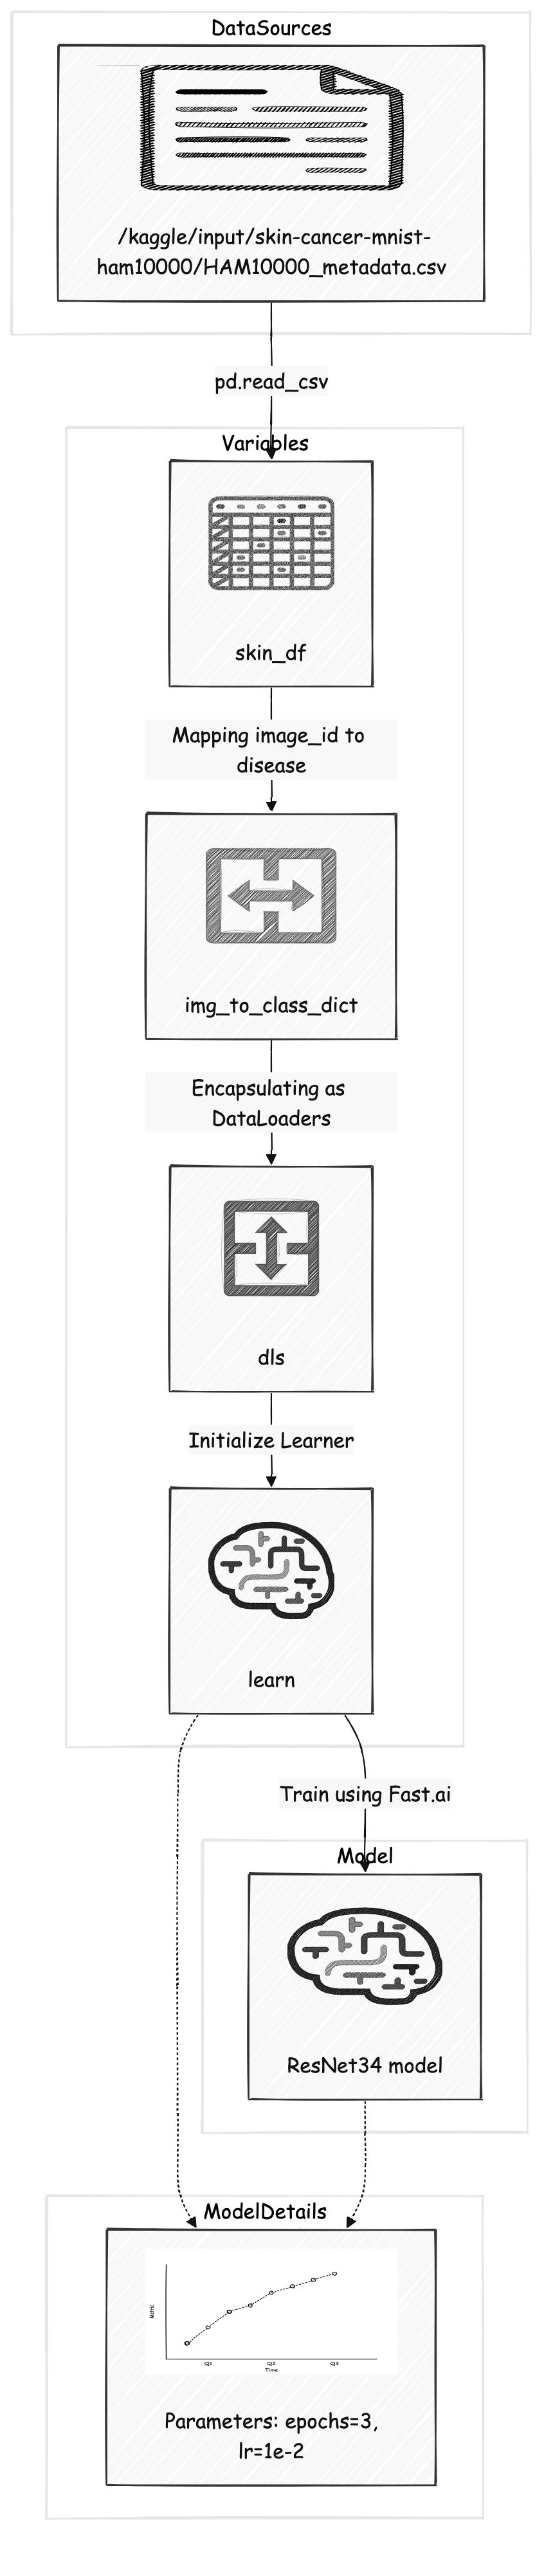 DataSources
/kaggle/input/skin-cancer-mnist-
ham10000/HAM10000_metadata.csv
pd.read_csv
Variables
skin_df
Mapping image_id to
disease
img_to_class_dict
Encapsulating as
DataLoaders
dls
Initialize Learner
learn
Train using Fast.ai
Model
ResNet34 model
ModelDetails
Metric
Q1 Q2 Q3
Time
Parameters: epochs=3,
lr=1e-2